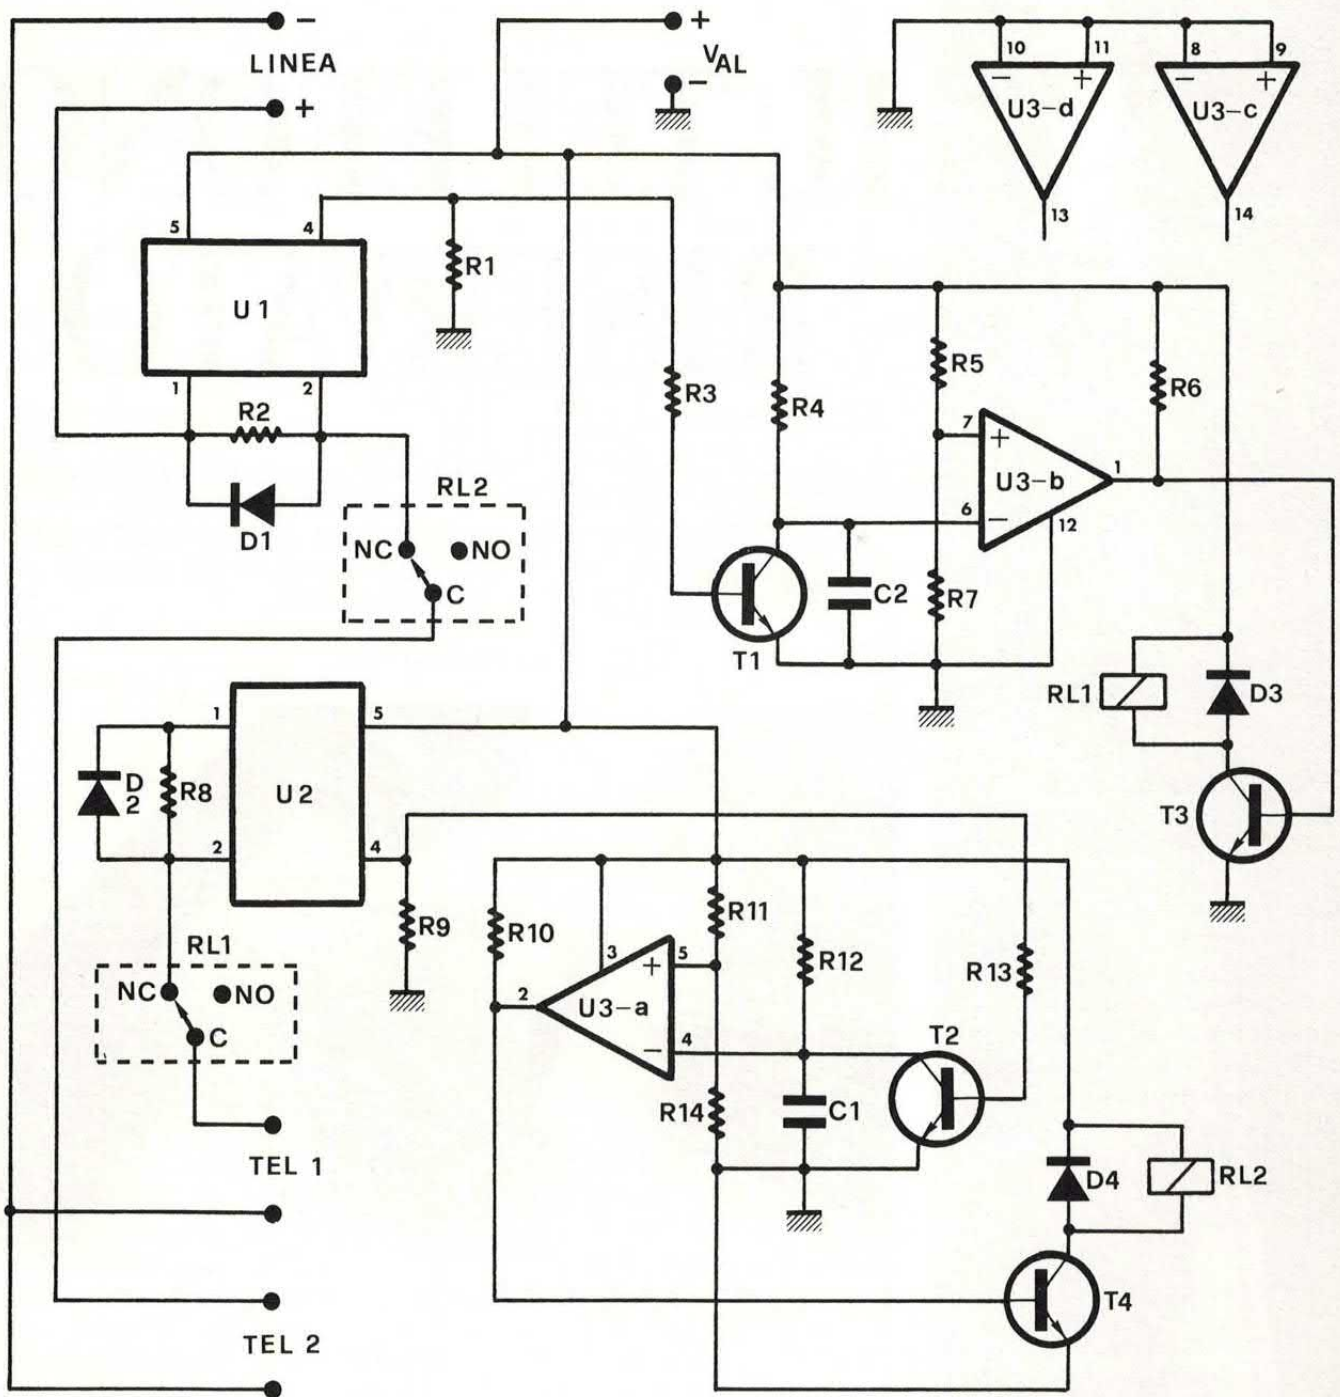 −
LINEA
+
+
V AL
−
10
11
− +
U3-d
13
8
9
− +
U3-c
14
5
4
U1
1
2
R1
R2
D1
RL2
NC
NO
C
R3
R4
R5
R6
7
+
U3-b
1
6
−
12
T1
C2
R7
RL1
D3
T3
D2
R8
1
5
U2
2
4
R9
RL1
NC
NO
C
R10
R11
R12
R13
3
5
+
2
U3-a
−
4
R14
C1
T2
D4
RL2
T4
TEL 1
TEL 2